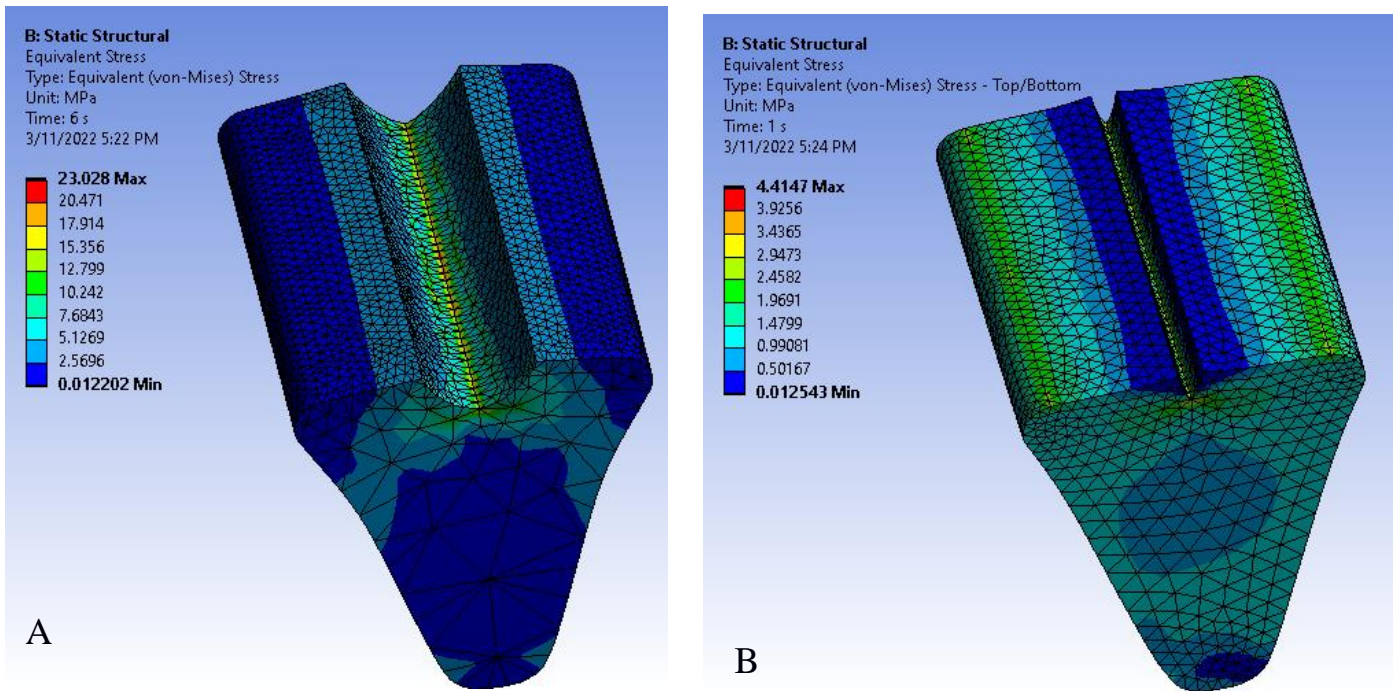 B: Static Structural
Equivalent Stress
Type: Equivalent (von-Mises) Stress
Unit: MPa
Time: 6 s
3/11/2022 5:22 PM
23.028 Max
20.471
17.914
15.356
12.799
10.242
7.6843
5.1269
2.5696
0.012202 Min
A
B: Static Structural
Equivalent Stress
Type: Equivalent (von-Mises) Stress - Top/Bottom
Unit: MPa
Time: 1 s
3/11/2022 5:24 PM
4.4147 Max
3.9256
3.4365
2.9473
2.4582
1.9691
1.4799
0.99081
0.50167
0.012543 Min
B